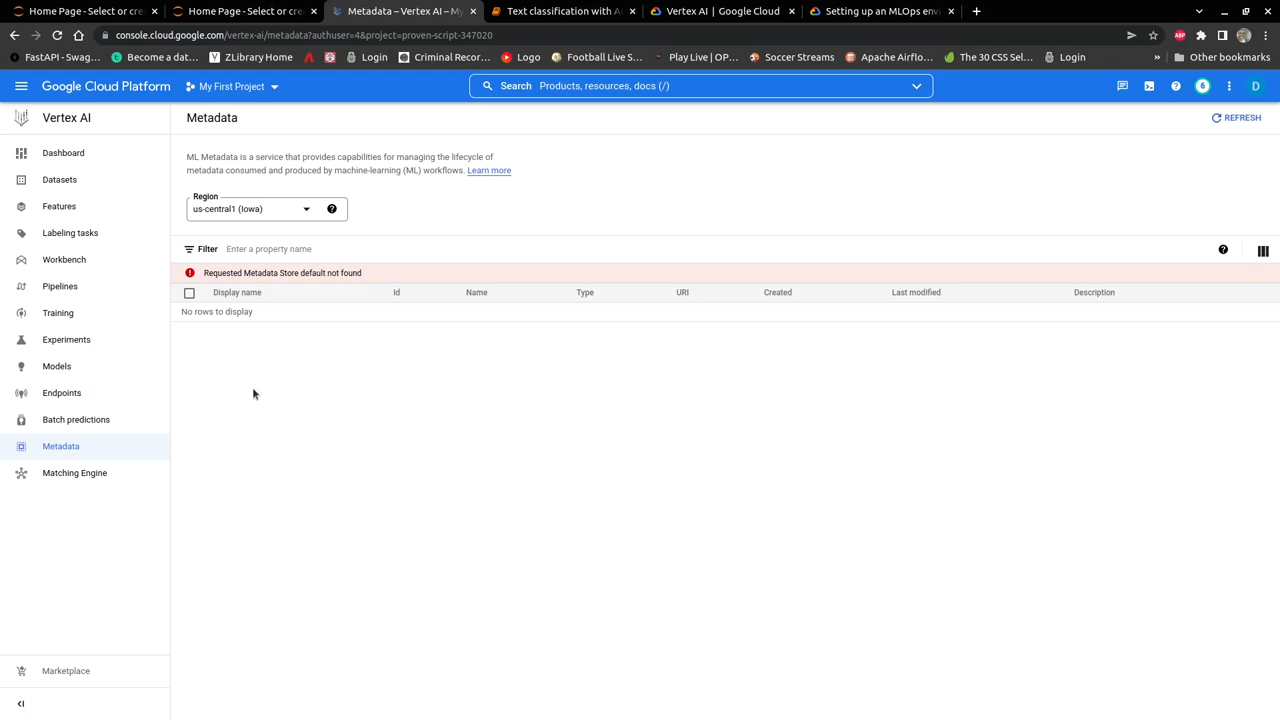 Home Page - Select or cre
Home Page - Select or cre
Metadata – Vertex AI – My
Text classification with A
Vertex AI | Google Cloud
Setting up an MLOps env
console.cloud.google.com/vertex-ai/metadata?authuser=4&project=proven-script-347020
ABP
FastAPI - Swag...
Become a dat...
ZLibrary Home
Login
Criminal Recor...
Logo
Football Live S...
Play Live | OP...
Soccer Streams
Apache Airflo...
The 30 CSS Sel...
Login
»
Other bookmarks
Google Cloud Platform
My First Project
Search Products, resources, docs (/)
6
D
Vertex AI
Metadata
REFRESH
Dashboard
Datasets
Features
Labeling tasks
Workbench
Pipelines
Training
Experiments
Models
Endpoints
Batch predictions
Metadata
Matching Engine
Marketplace
ML Metadata is a service that provides capabilities for managing the lifecycle of
metadata consumed and produced by machine-learning (ML) workflows. Learn more
Region
us-central1 (Iowa)
Filter Enter a property name
Requested Metadata Store default not found
Display name Id Name Type URI Created Last modified Description
No rows to display